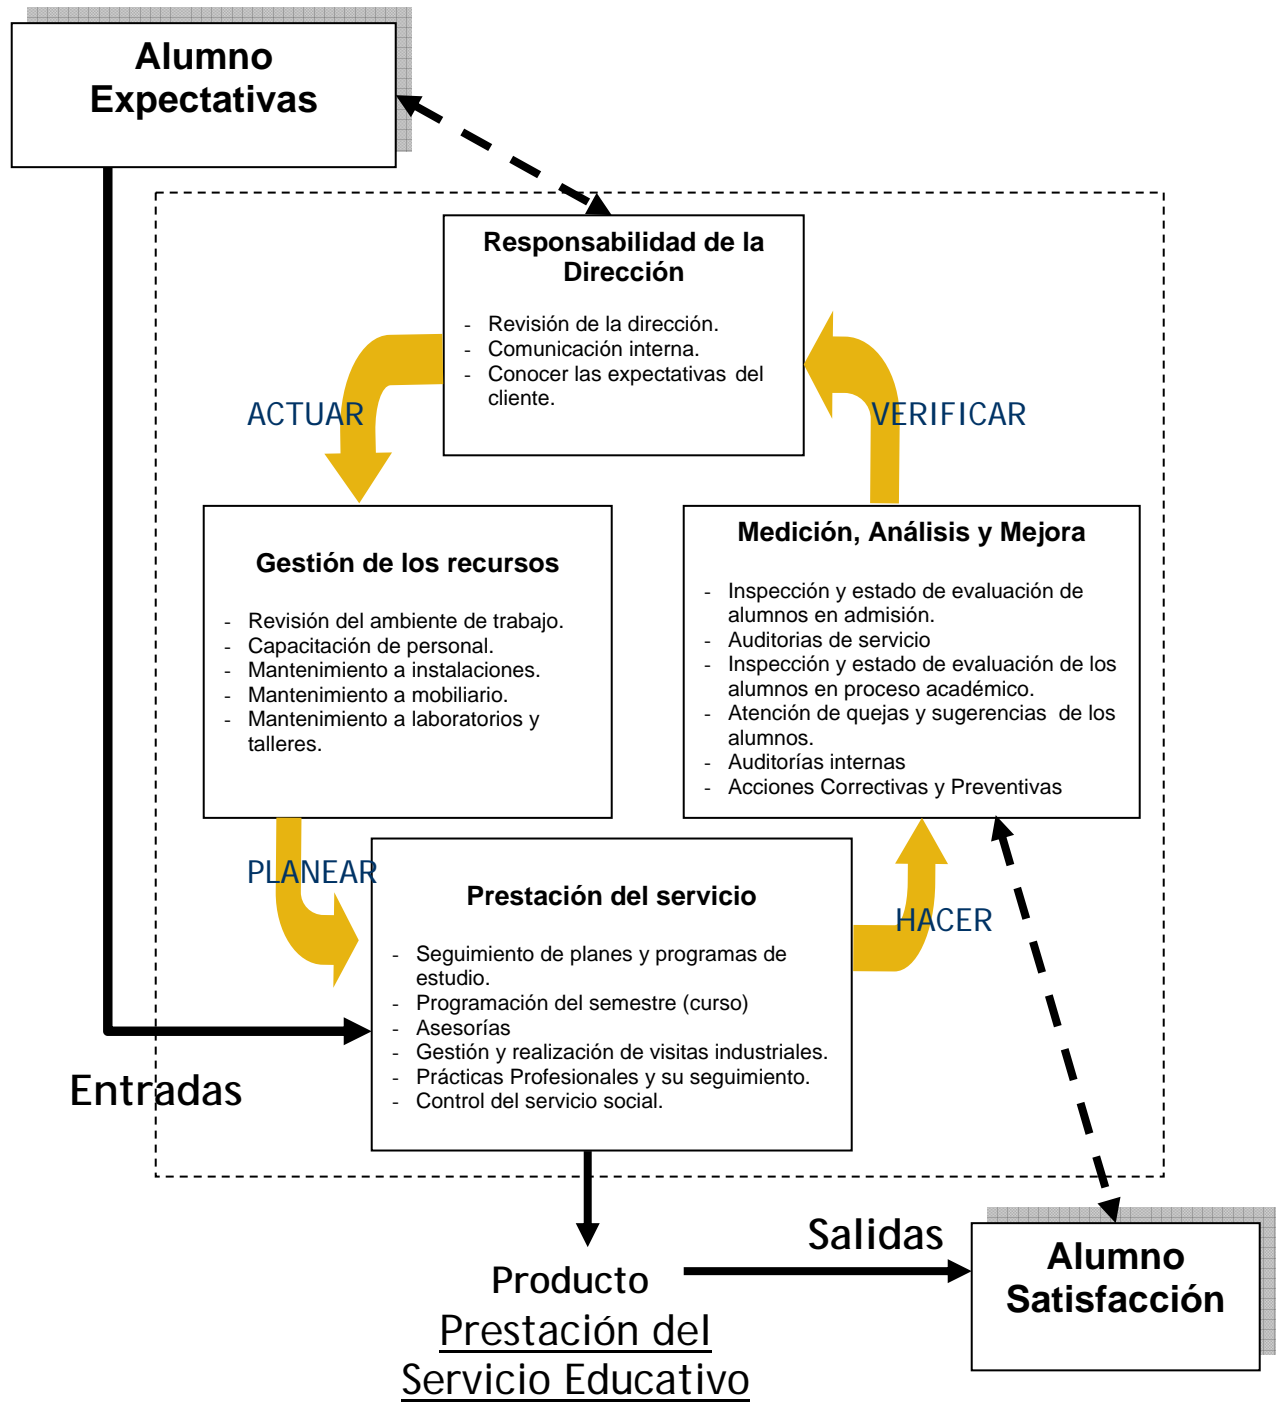 Alumno
Expectativas
Responsabilidad de la
Dirección
- Revisión de la dirección.
- Comunicación interna.
- Conocer las expectativas del
cliente.
ACTUAR
VERIFICAR
Gestión de los recursos
- Revisión del ambiente de trabajo.
- Capacitación de personal.
- Mantenimiento a instalaciones.
- Mantenimiento a mobiliario.
- Mantenimiento a laboratorios y
talleres.
Medición, Análisis y Mejora
- Inspección y estado de evaluación de
alumnos en admisión.
- Auditorias de servicio
- Inspección y estado de evaluación de los
alumnos en proceso académico.
- Atención de quejas y sugerencias de los
alumnos.
- Auditorías internas
- Acciones Correctivas y Preventivas
PLANEAR
HACER
Prestación del servicio
- Seguimiento de planes y programas de
estudio.
- Programación del semestre (curso)
- Asesorías
- Gestión y realización de visitas industriales.
- Prácticas Profesionales y su seguimiento.
- Control del servicio social.
Entradas
Salidas
Producto
Prestación del
Servicio Educativo
Alumno
Satisfacción